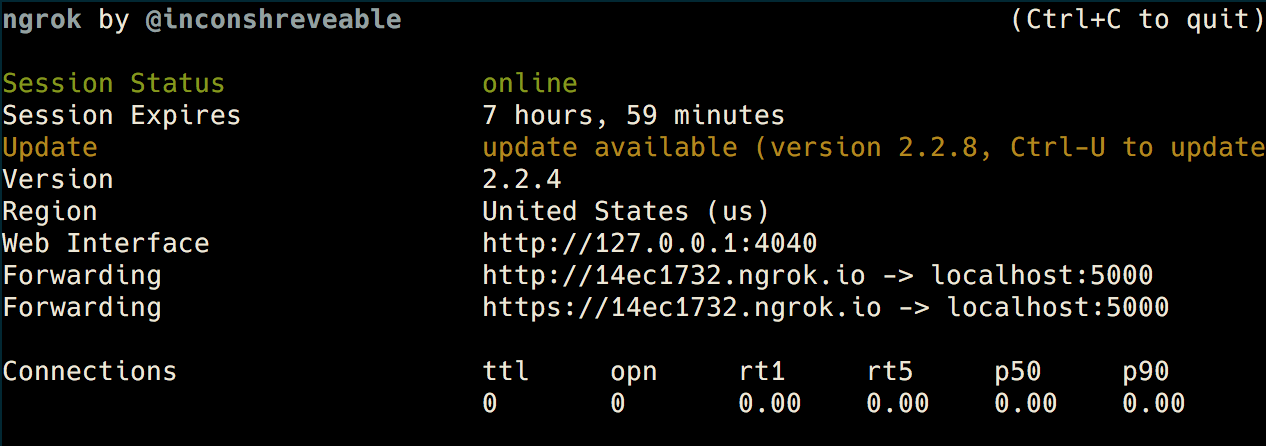 ngrok by @inconshreveable (Ctrl+C to quit)
Session Status online
Session Expires 7 hours, 59 minutes
Update update available (version 2.2.8, Ctrl-U to update
Version 2.2.4
Region United States (us)
Web Interface http://127.0.0.1:4040
Forwarding http://14ec1732.ngrok.io -> localhost:5000
Forwarding https://14ec1732.ngrok.io -> localhost:5000
Connections ttl opn rt1 rt5 p50 p90
0 0 0.00 0.00 0.00 0.00